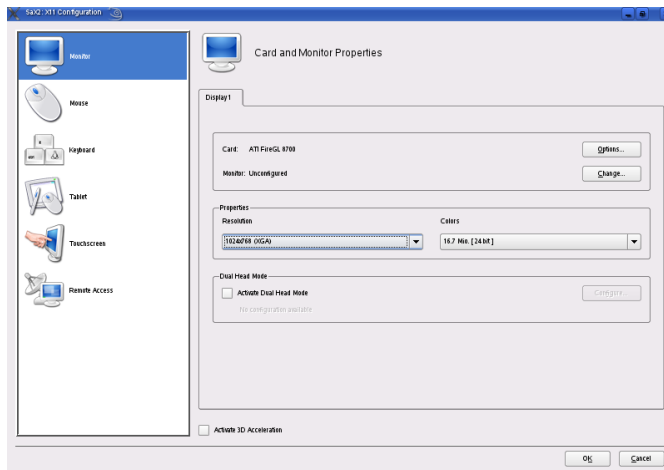 SaX2: X11 Configuration
Monitor
Mouse
Keyboard
Tablet
Touchscreen
Remote Access
Card and Monitor Properties
Display1
Card: ATI FireGL 8700
Options...
Monitor: Unconfigured
Change...
Properties
Resolution
Colors
1024x768 (XGA)
16.7 Mio. [ 24 bit ]
Dual Head Mode
Activate Dual Head Mode
Configure...
No configuration available
Activate 3D Acceleration
OK
Cancel